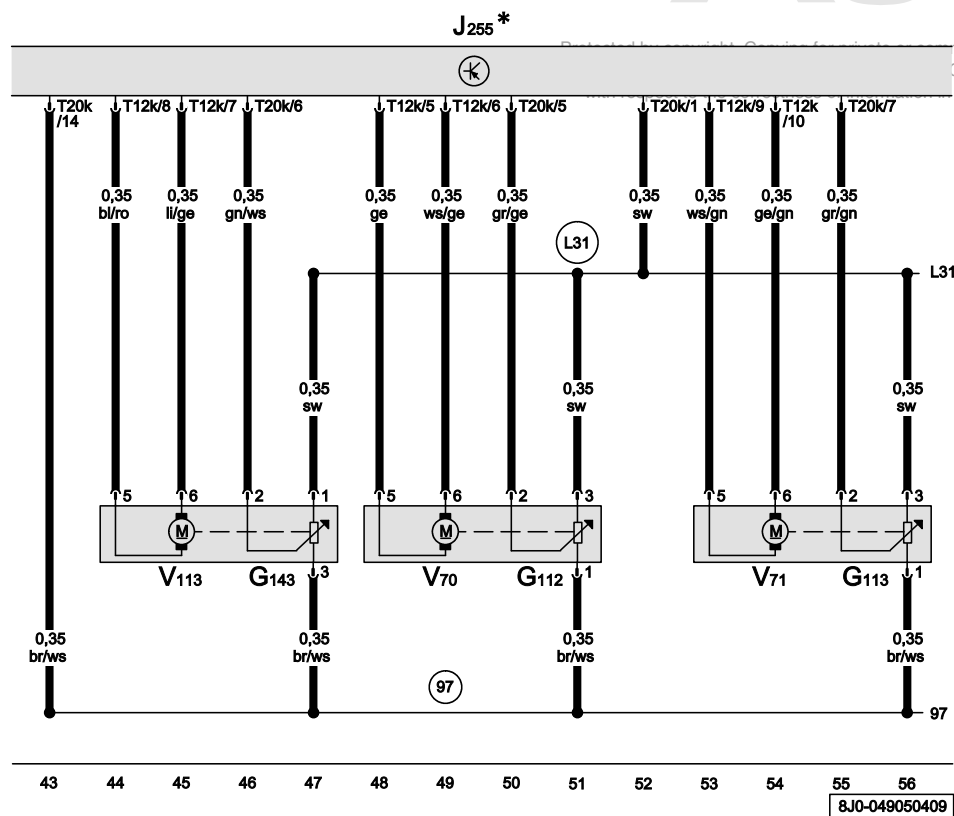 J255*
T20k /14 T12k/8 T12k/7 T20k/6 T12k/5 T12k/6 T20k/5 T20k/1 T12k/9 T12k /10 T20k/7
0,35 0,35 0,35 0,35 0,35 0,35 0,35 0,35 0,35 0,35
bl/ro li/ge gn/ws ge ws/ge gr/ge sw ws/gn ge/gn gr/gn
L31
L31
0,35 0,35 0,35
sw sw sw
5 6 2 1 5 6 2 3 5 6 2 3
M M M
V113 G143 3 V70 G112 1 V71 G113 1
0,35 0,35 0,35 0,35
br/ws br/ws br/ws br/ws
97
97
43 44 45 46 47 48 49 50 51 52 53 54 55 56
8J0-049050409